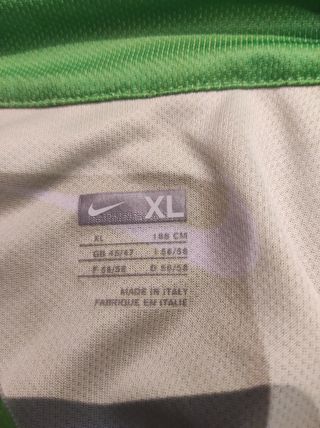 XL
XL 188 CM
GB 45/47 I 56/58
F 56/58 D 56/58
MADE IN ITALY
FABRIQUE EN ITALIE